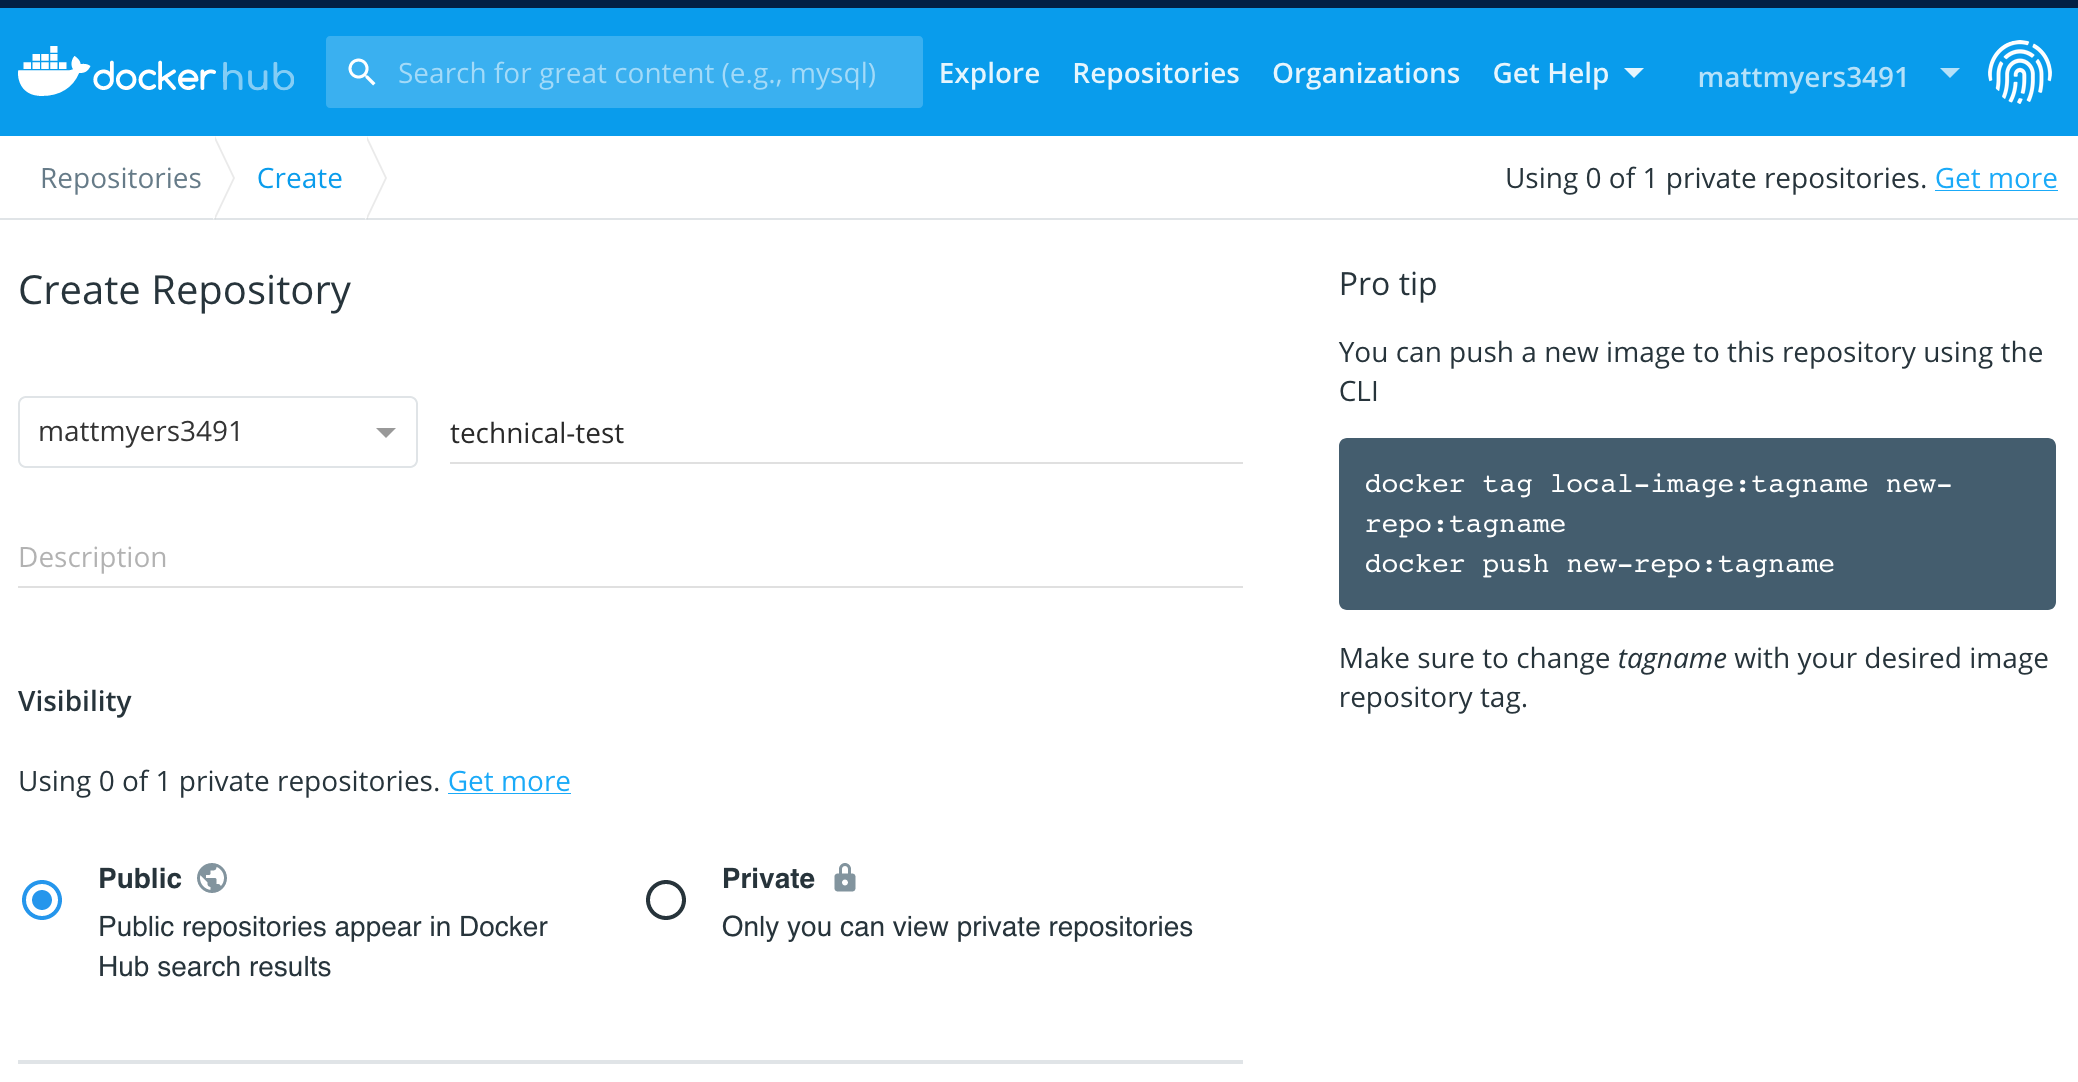 docker hub
Search for great content (e.g., mysql)
Explore
Repositories
Organizations
Get Help
mattmyers3491
Repositories
Create
Using 0 of 1 private repositories. Get more
Create Repository
mattmyers3491
technical-test
Description
Visibility
Using 0 of 1 private repositories. Get more
Public
Public repositories appear in Docker
Hub search results
Private
Only you can view private repositories
Pro tip
You can push a new image to this repository using the
CLI
docker tag local-image:tagname new-
repo:tagname
docker push new-repo:tagname
Make sure to change tagname with your desired image
repository tag.